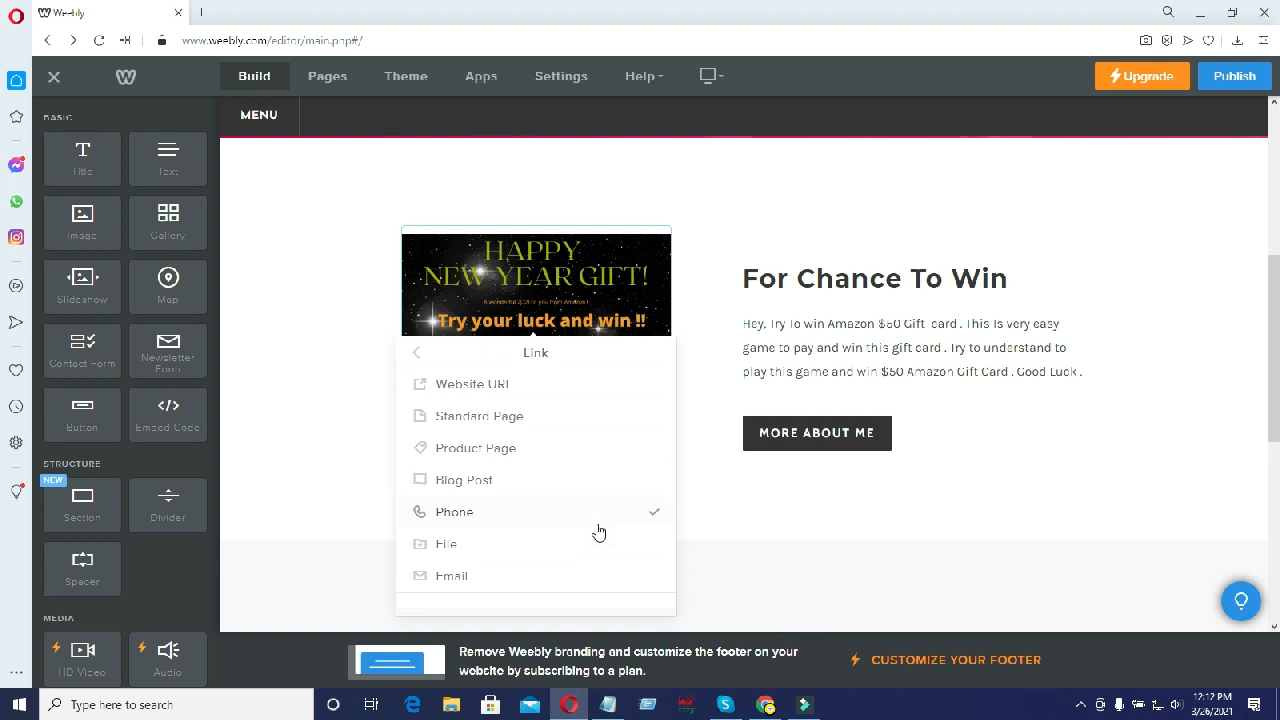 Weebly
www.weebly.com/editor/main.php#/
Build
Pages
Theme
Apps
Settings
Help
Upgrade
Publish
BASIC
MENU
Title
Text
Image
Gallery
Slideshow
Map
Contact Form
Newsletter
Form
Button
Embed Code
STRUCTURE
NEW
Section
Divider
Spacer
MEDIA
HD Video
Audio
HAPPY
NEW YEAR GIFT!
Try your luck and win !!
Link
Website URL
Standard Page
Product Page
Blog Post
Phone
File
Email
For Chance To Win
Hey, Try To win Amazon $50 Gift card . This Is very easy
game to pay and win this gift card . Try to understand to
play this game and win $50 Amazon Gift Card . Good Luck .
MORE ABOUT ME
Remove Weebly branding and customize the footer on your
website by subscribing to a plan.
CUSTOMIZE YOUR FOOTER
Type here to search
12:12 PM
3/26/2021